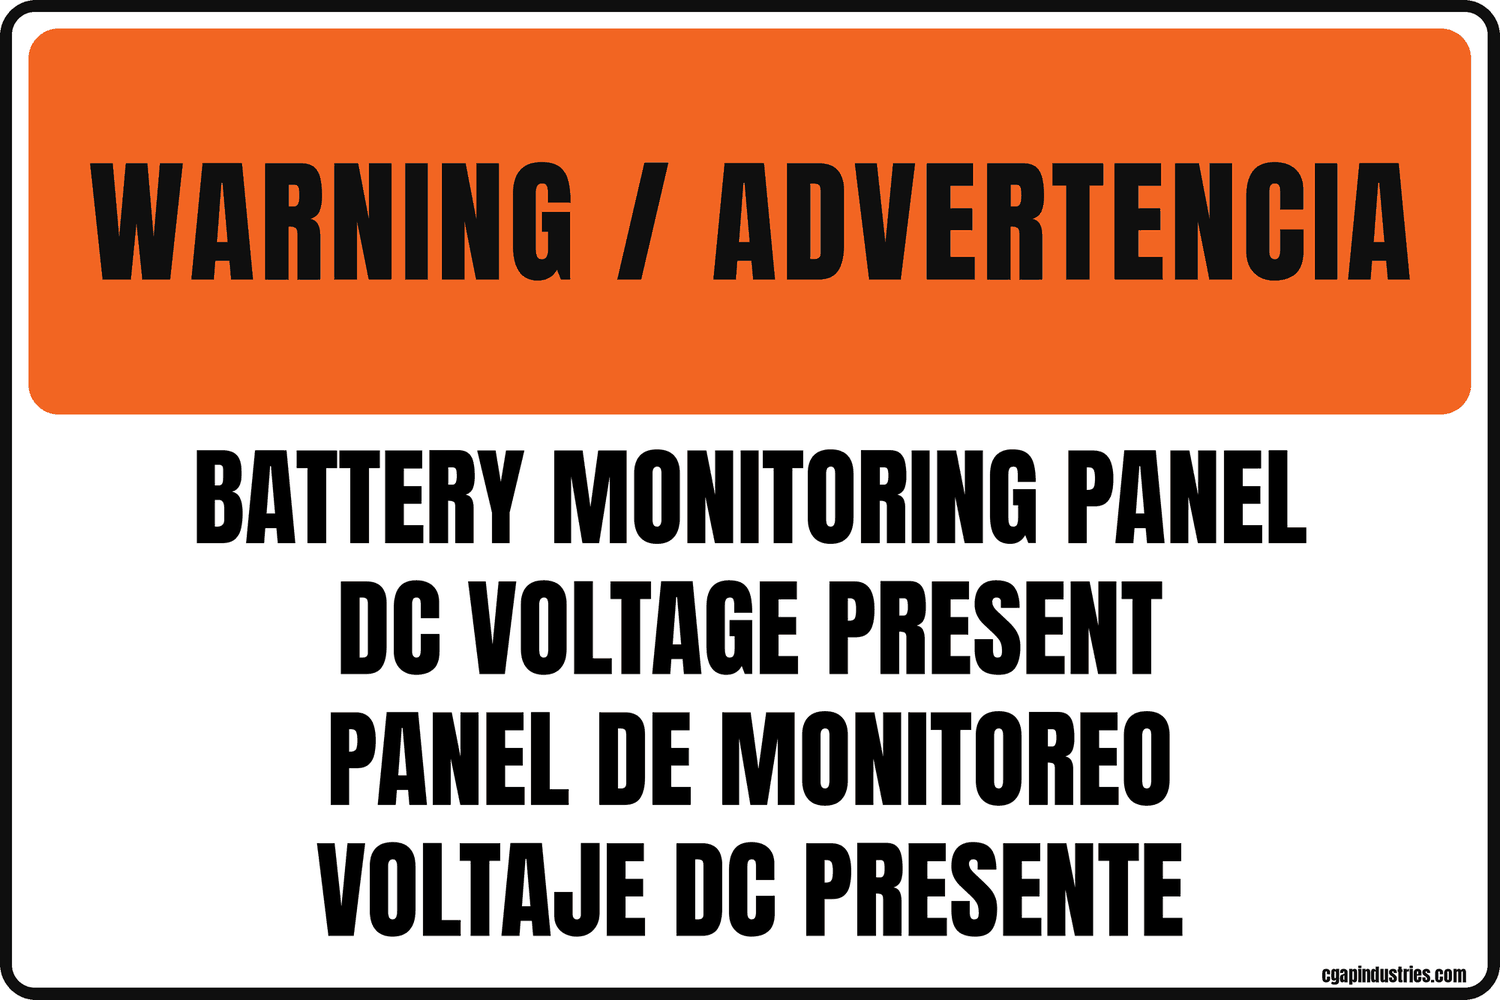 WARNING / ADVERTENCIA
BATTERY MONITORING PANEL
DC VOLTAGE PRESENT
PANEL DE MONITOREO
VOLTAJE DC PRESENTE
cgapindustries.com